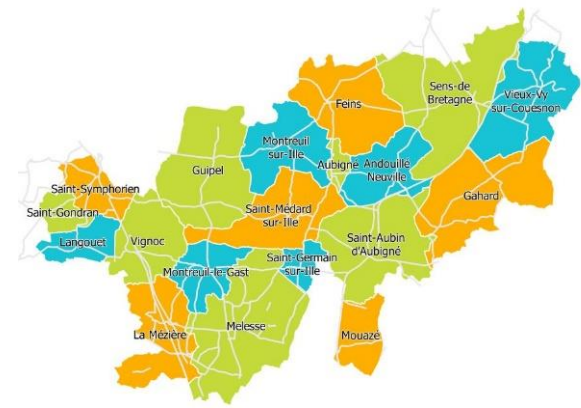 Sens-de
Bretagne
Vieux-Vy
sur-Couesnon
Feins
Montreuil
sur-Ille
Aubigne
Andouillé
Neuville
Guipel
Saint-Symphorien
Gahard
Saint-Gondran
Saint-Médard
sur-Ille
Langouet
Vignoc
Saint-Aubin
d'Aubigné
Saint-Germain
sur-Ille
Montreuil-le-Gast
La Mézière
Melesse
Mouazé